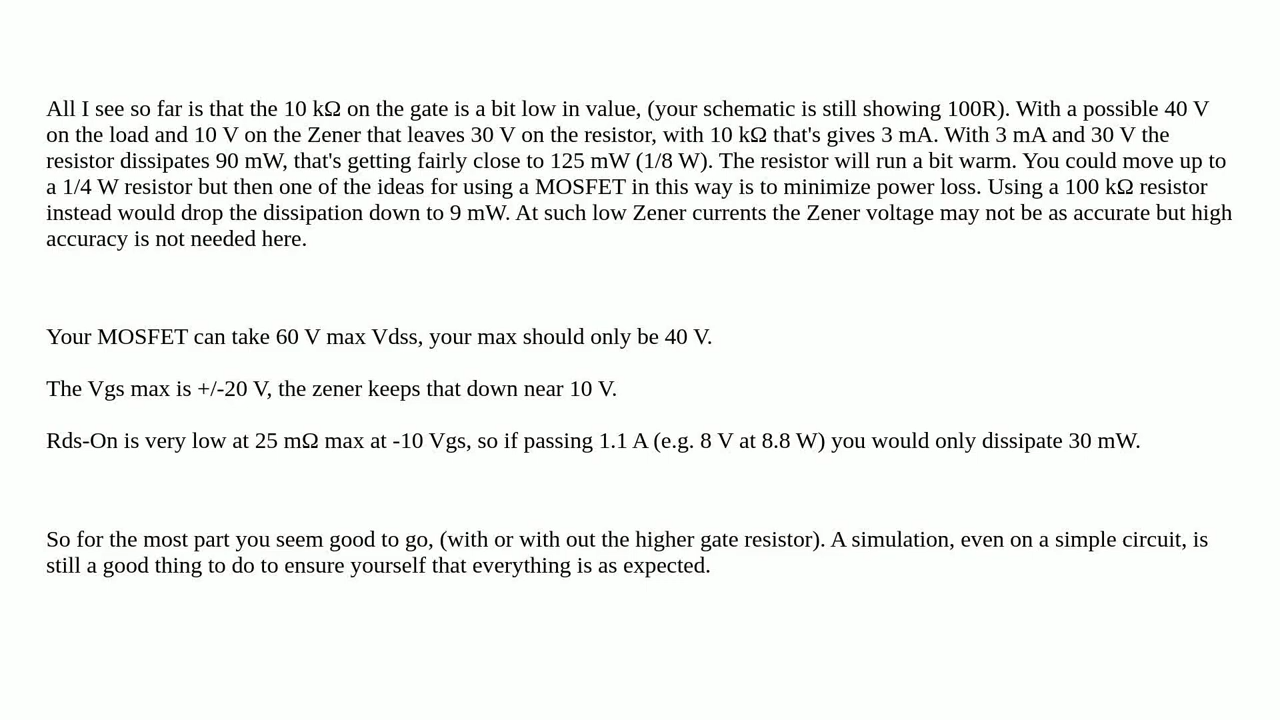 All I see so far is that the 10 kΩ on the gate is a bit low in value, (your schematic is still showing 100R). With a possible 40 V
on the load and 10 V on the Zener that leaves 30 V on the resistor, with 10 kΩ that's gives 3 mA. With 3 mA and 30 V the
resistor dissipates 90 mW, that's getting fairly close to 125 mW (1/8 W). The resistor will run a bit warm. You could move up to
a 1/4 W resistor but then one of the ideas for using a MOSFET in this way is to minimize power loss. Using a 100 kΩ resistor
instead would drop the dissipation down to 9 mW. At such low Zener currents the Zener voltage may not be as accurate but high
accuracy is not needed here.
Your MOSFET can take 60 V max Vdss, your max should only be 40 V.
The Vgs max is +/-20 V, the zener keeps that down near 10 V.
Rds-On is very low at 25 mΩ max at -10 Vgs, so if passing 1.1 A (e.g. 8 V at 8.8 W) you would only dissipate 30 mW.
So for the most part you seem good to go, (with or with out the higher gate resistor). A simulation, even on a simple circuit, is
still a good thing to do to ensure yourself that everything is as expected.